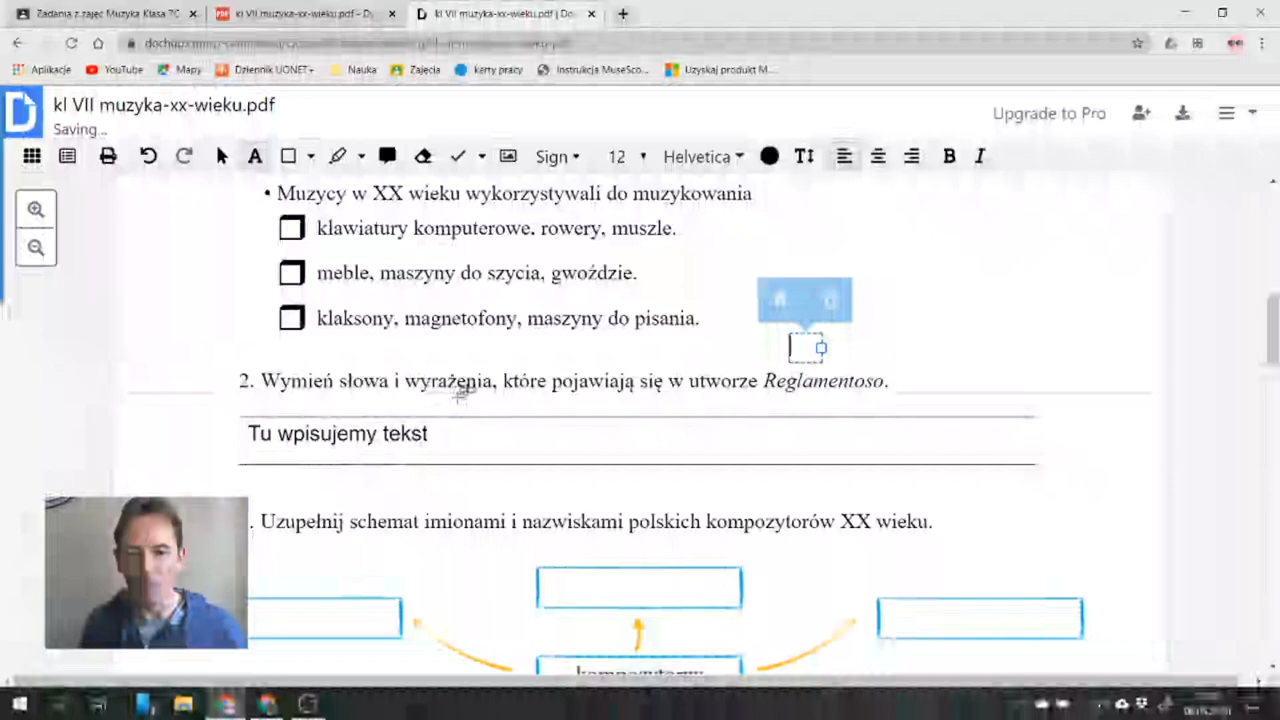 Zadania z zajęć Muzyka Klasa 7C
kl VII muzyka-xx-wieku.pdf - Dy
kl VII muzyka-xx-wieku.pdf | Do
Aplikacje
YouTube
Mapy
Dziennik UONET+
Nauka
Zajęcia
karty pracy
Instrukcja MuseSco...
Uzyskaj produkt M...
kl VII muzyka-xx-wieku.pdf
Saving...
Upgrade to Pro
A
Sign
12
Helvetica
B
I
• Muzycy w XX wieku wykorzystywali do muzykowania
klawiatury komputerowe, rowery, muszle.
meble, maszyny do szycia, gwoździe.
klaksony, magnetofony, maszyny do pisania.
2. Wymień słowa i wyrażenia, które pojawiają się w utworze Reglamentoso.
Tu wpisujemy tekst
. Uzupełnij schemat imionami i nazwiskami polskich kompozytorów XX wieku.